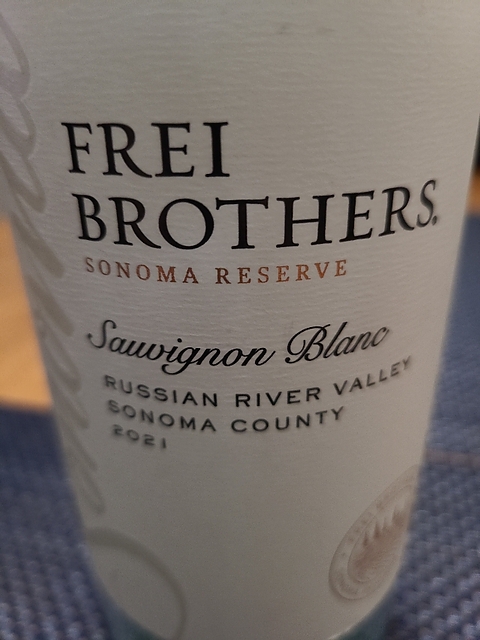 FREI
BROTHERS.
SONOMA RESERVE
Sauvignon Blanc
RUSSIAN RIVER VALLEY
SONOMA COUNTY
2021